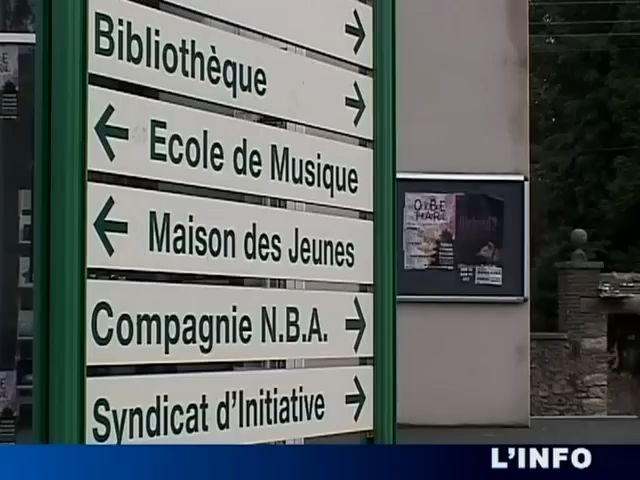 Bibliothèque
Ecole de Musique
Maison des Jeunes
Compagnie N.B.A.
Syndicat d'Initiative
L'INFO